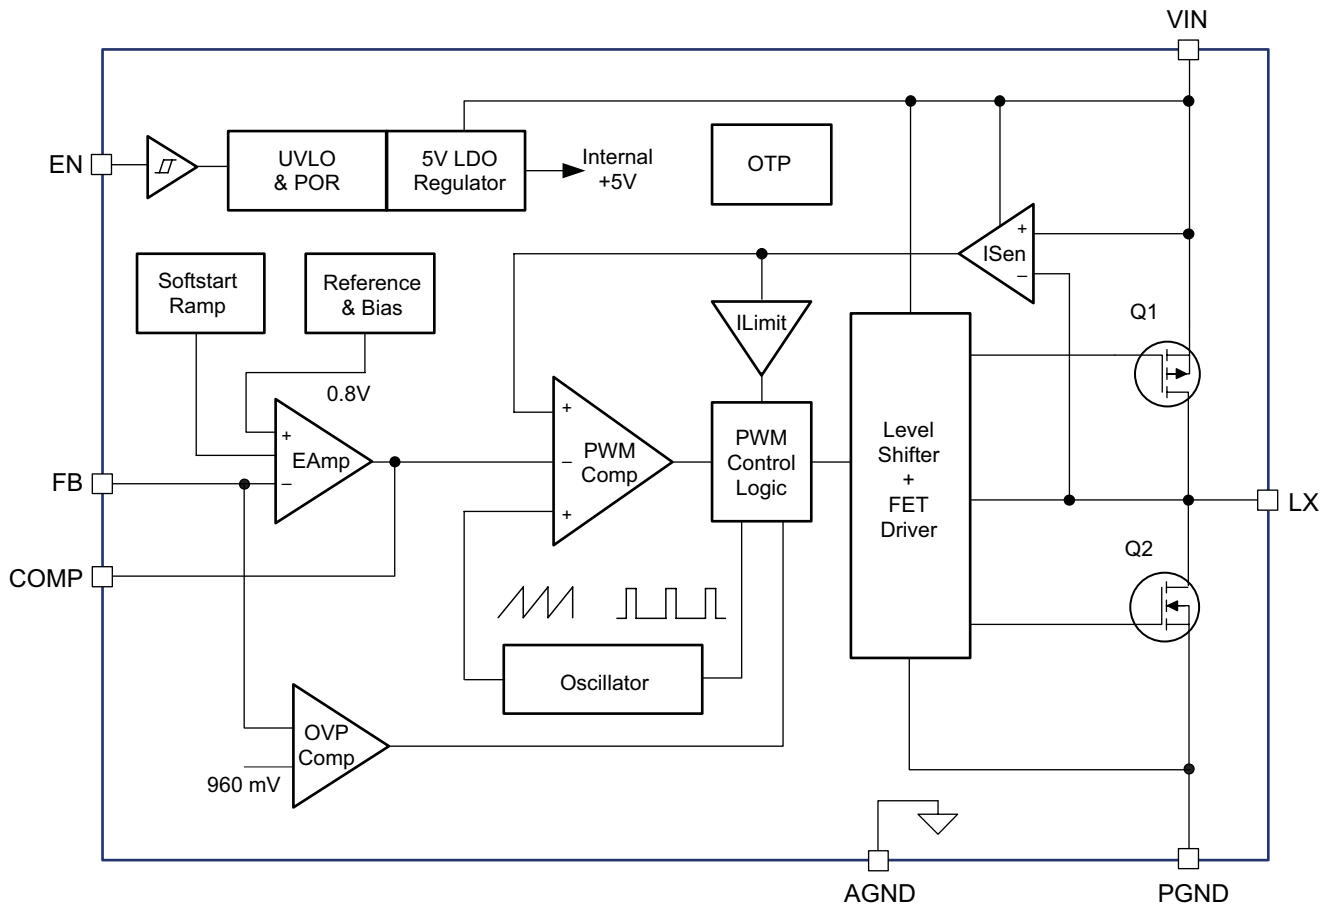 VIN
EN
UVLO
& POR
5V LDO
Regulator
Internal
+5V
OTP
+
ISen
−
Softstart
Ramp
Reference
& Bias
0.8V
ILimit
Q1
+
EAmp
−
+
−
+
PWM
Comp
PWM
Control
Logic
Level
Shifter
+
FET
Driver
FB
LX
COMP
Q2
Oscillator
OVP
Comp
960 mV
AGND
PGND